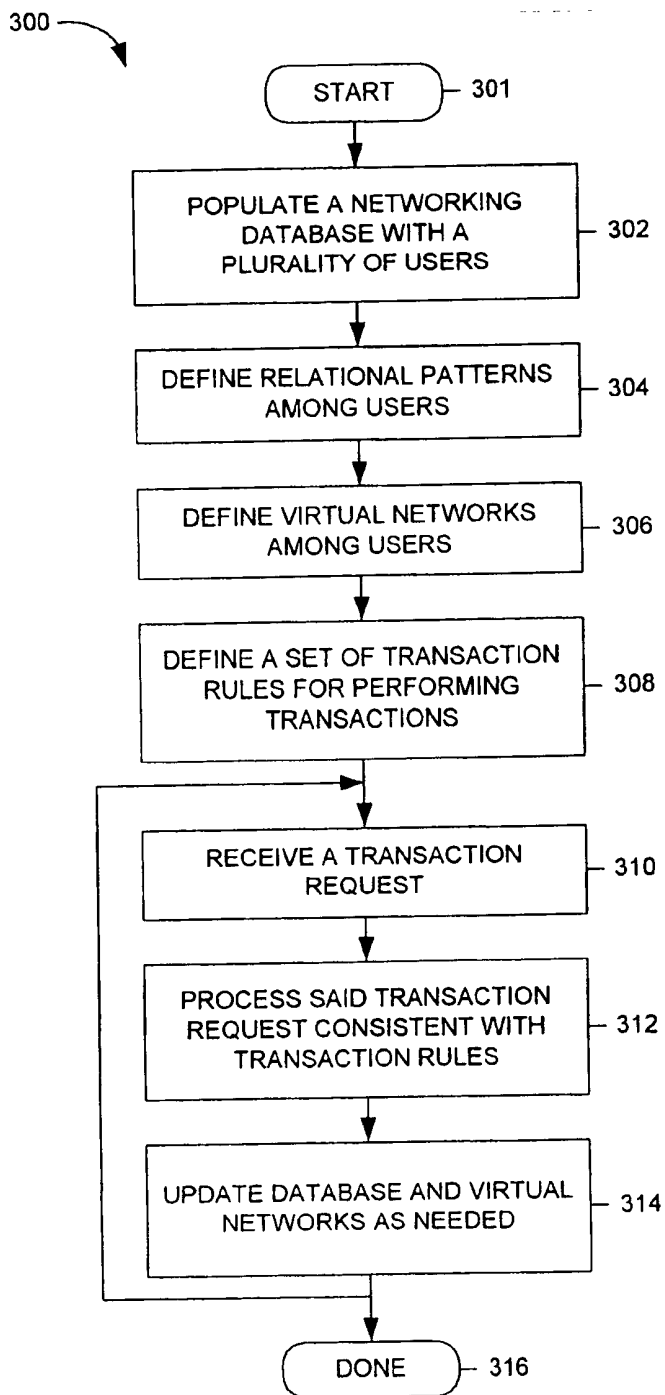 300
START
301
POPULATE A NETWORKING
DATABASE WITH A
PLURALITY OF USERS
302
DEFINE RELATIONAL PATTERNS
AMONG USERS
304
DEFINE VIRTUAL NETWORKS
AMONG USERS
306
DEFINE A SET OF TRANSACTION
RULES FOR PERFORMING
TRANSACTIONS
308
RECEIVE A TRANSACTION
REQUEST
310
PROCESS SAID TRANSACTION
REQUEST CONSISTENT WITH
TRANSACTION RULES
312
UPDATE DATABASE AND VIRTUAL
NETWORKS AS NEEDED
314
DONE
316